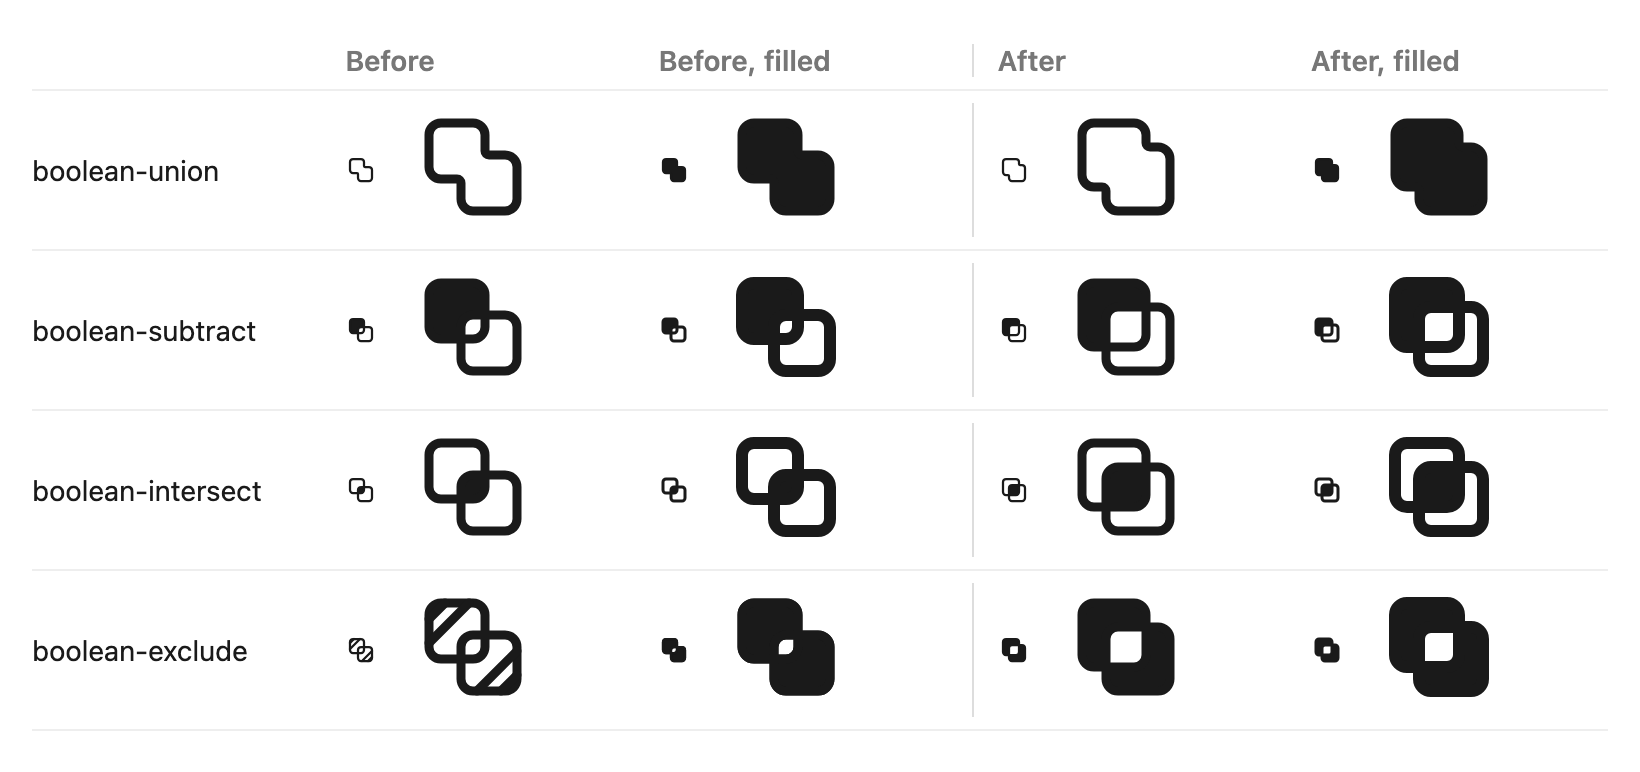 Before
Before, filled
After
After, filled
boolean-union
boolean-subtract
boolean-intersect
boolean-exclude